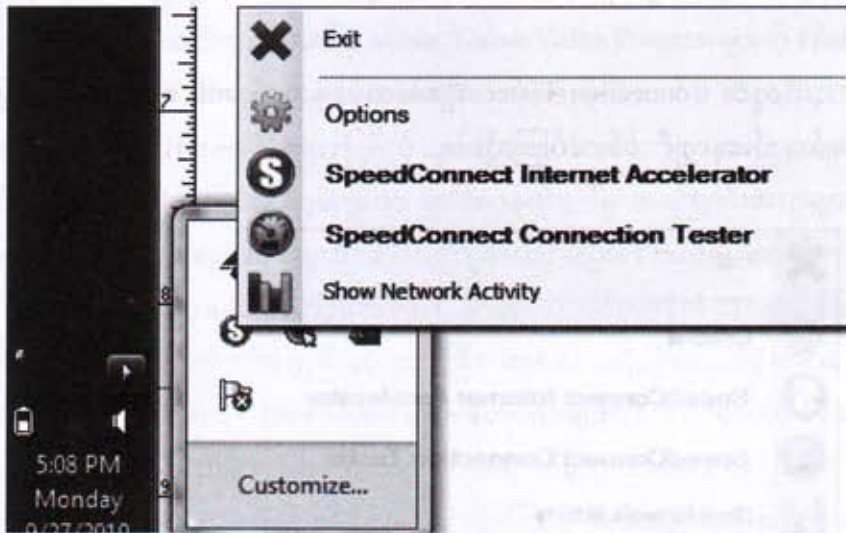 Exit
Options
SpeedConnect Internet Accelerator
SpeedConnect Connection Tester
Show Network Activity
7
8
9
Customize...
5:08 PM
Monday